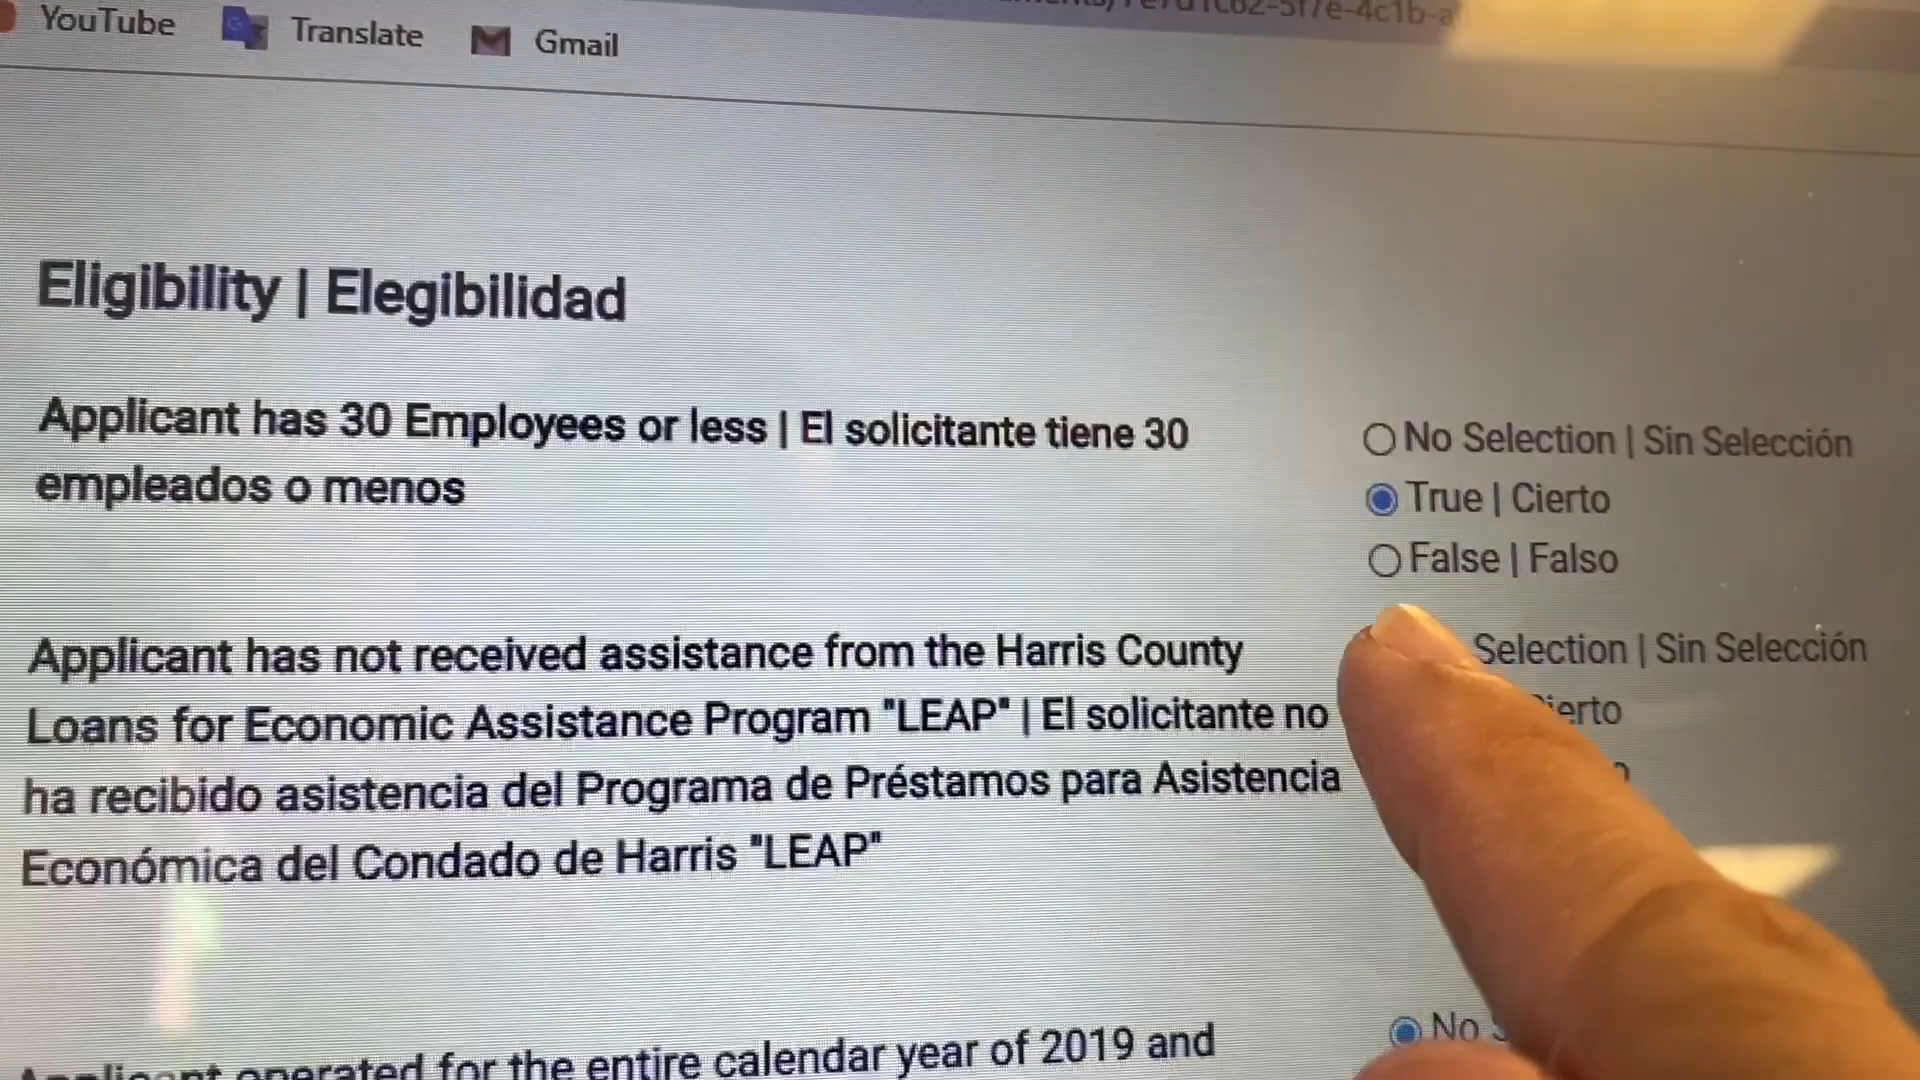 YouTube Translate Gmail
Eligibility | Elegibilidad
Applicant has 30 Employees or less | El solicitante tiene 30
empleados o menos
No Selection | Sin Selección
True | Cierto
False | Falso
Applicant has not received assistance from the Harris County
Loans for Economic Assistance Program "LEAP" | El solicitante no
ha recibido asistencia del Programa de Préstamos para Asistencia
Económica del Condado de Harris "LEAP"
Selection | Sin Selección
Applicant operated for the entire calendar year of 2019 and
No